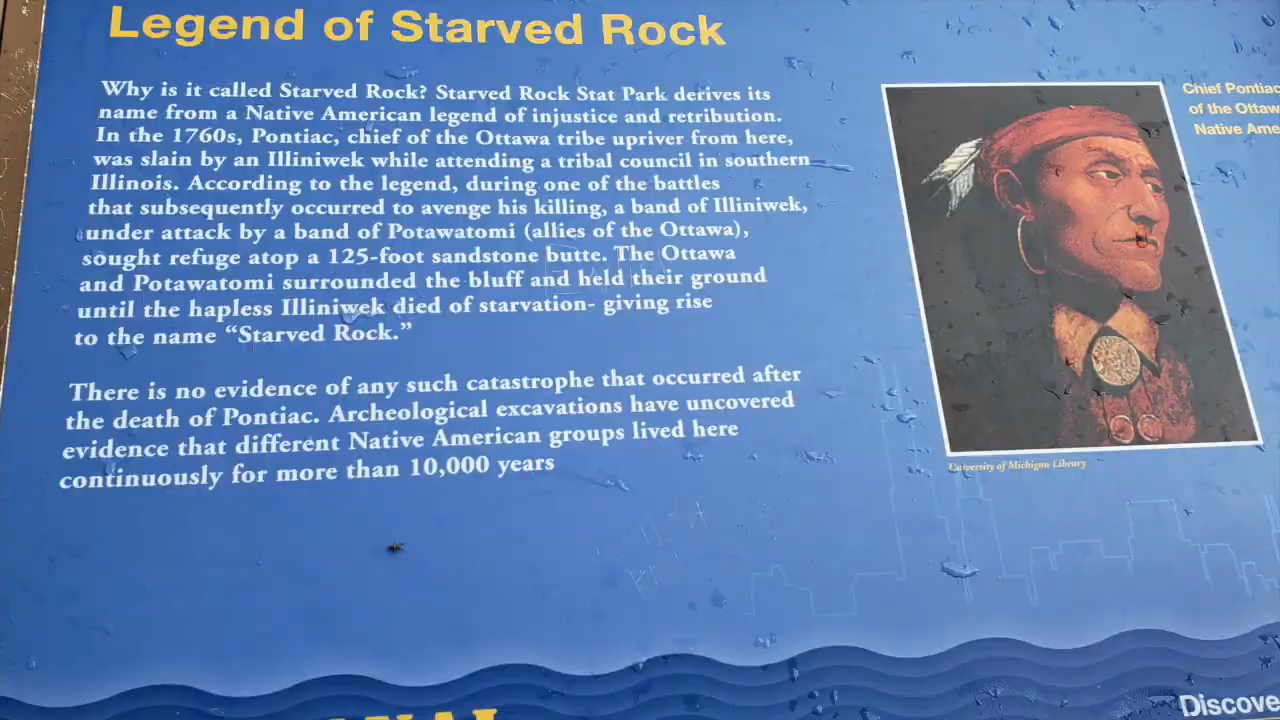 Legend of Starved Rock
Why is it called Starved Rock? Starved Rock Stat Park derives its
name from a Native American legend of injustice and retribution.
In the 1760s, Pontiac, chief of the Ottawa tribe upriver from here,
was slain by an Illiniwek while attending a tribal council in southern
Illinois. According to the legend, during one of the battles
that subsequently occurred to avenge his killing, a band of Illiniwek,
under attack by a band of Potawatomi (allies of the Ottawa),
sought refuge atop a 125-foot sandstone butte. The Ottawa
and Potawatomi surrounded the bluff and held their ground
until the hapless Illiniwek died of starvation- giving rise
to the name “Starved Rock.”
There is no evidence of any such catastrophe that occurred after
the death of Pontiac. Archeological excavations have uncovered
evidence that different Native American groups lived here
continuously for more than 10,000 years
Chief Pontiac
of the Ottaw
Native Ame
University of Michigan Library
Discove